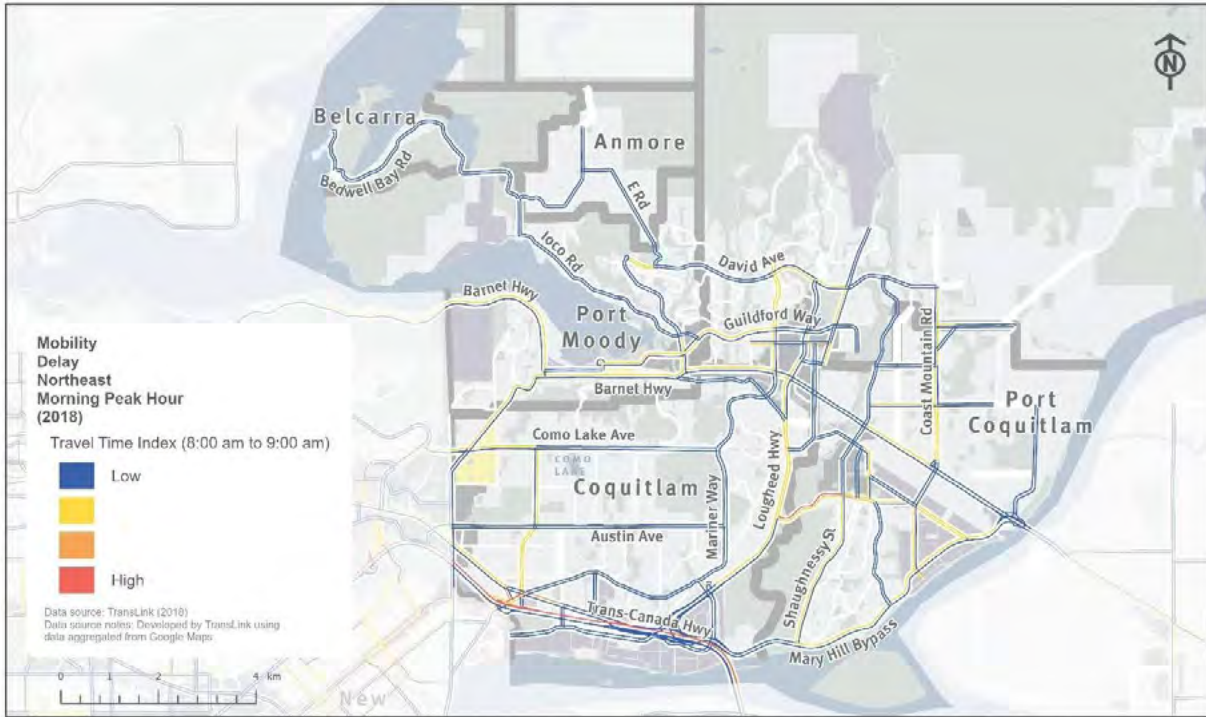 N
Belcarra
Anmore
Bedwell Bay Rd
E Rd
Ioco Rd
David Ave
Barnet Hwy
Port
Moody
Guildford Way
Coast Mountain Rd
Barnet Hwy
Port
Coquitlam
Como Lake Ave
COMO
LAKE
Coquitlam
Mariner Way
Lougheed Hwy
Austin Ave
Shaughnessy St
Trans-Canada Hwy
Mary Hill Bypass
New
Mobility
Delay
Northeast
Morning Peak Hour
(2018)
Travel Time Index (8:00 am to 9:00 am)
Low
High
Data source: TransLink (2018)
Data source notes: Developed by TransLink using
data aggregated from Google Maps
0 1 2 4 km